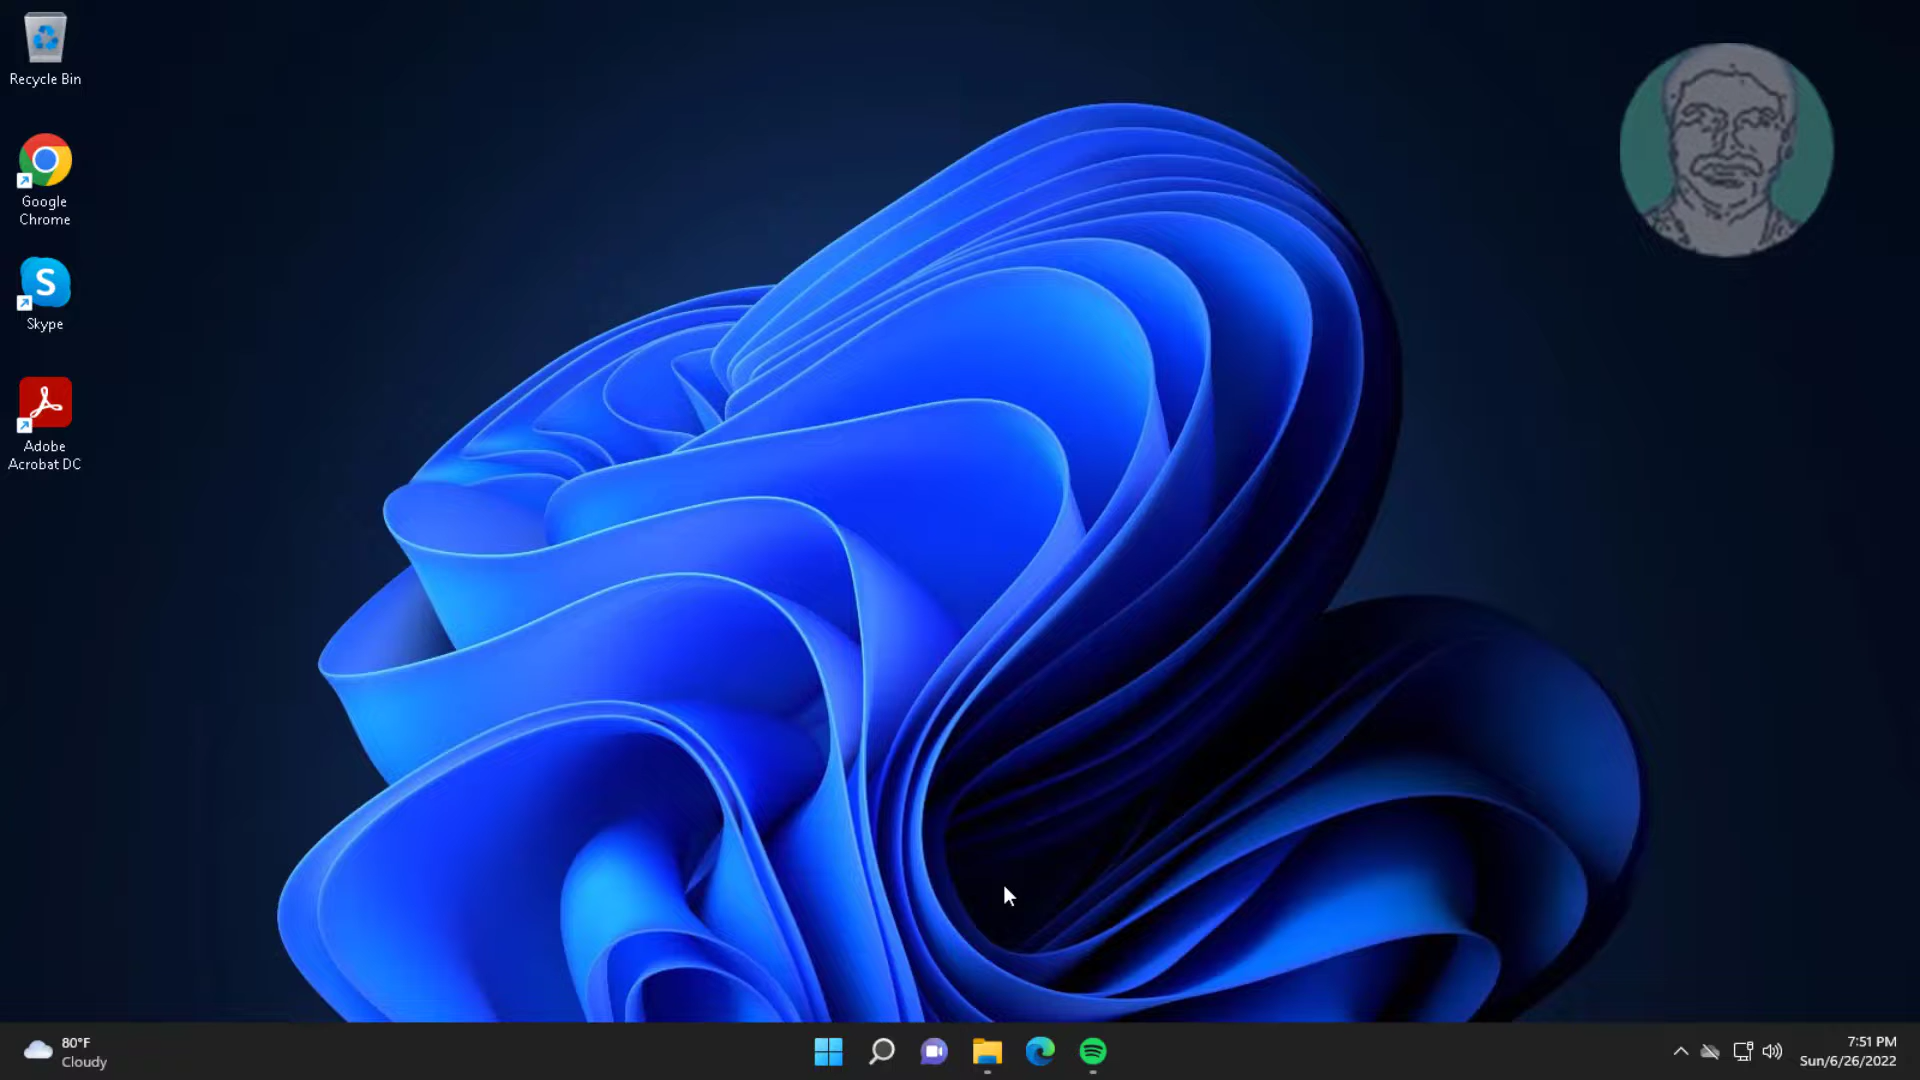 Recycle Bin
Google
Chrome
S
Skype
Adobe
Acrobat DC
80°F
Cloudy
7:51 PM
Sun/6/26/2022